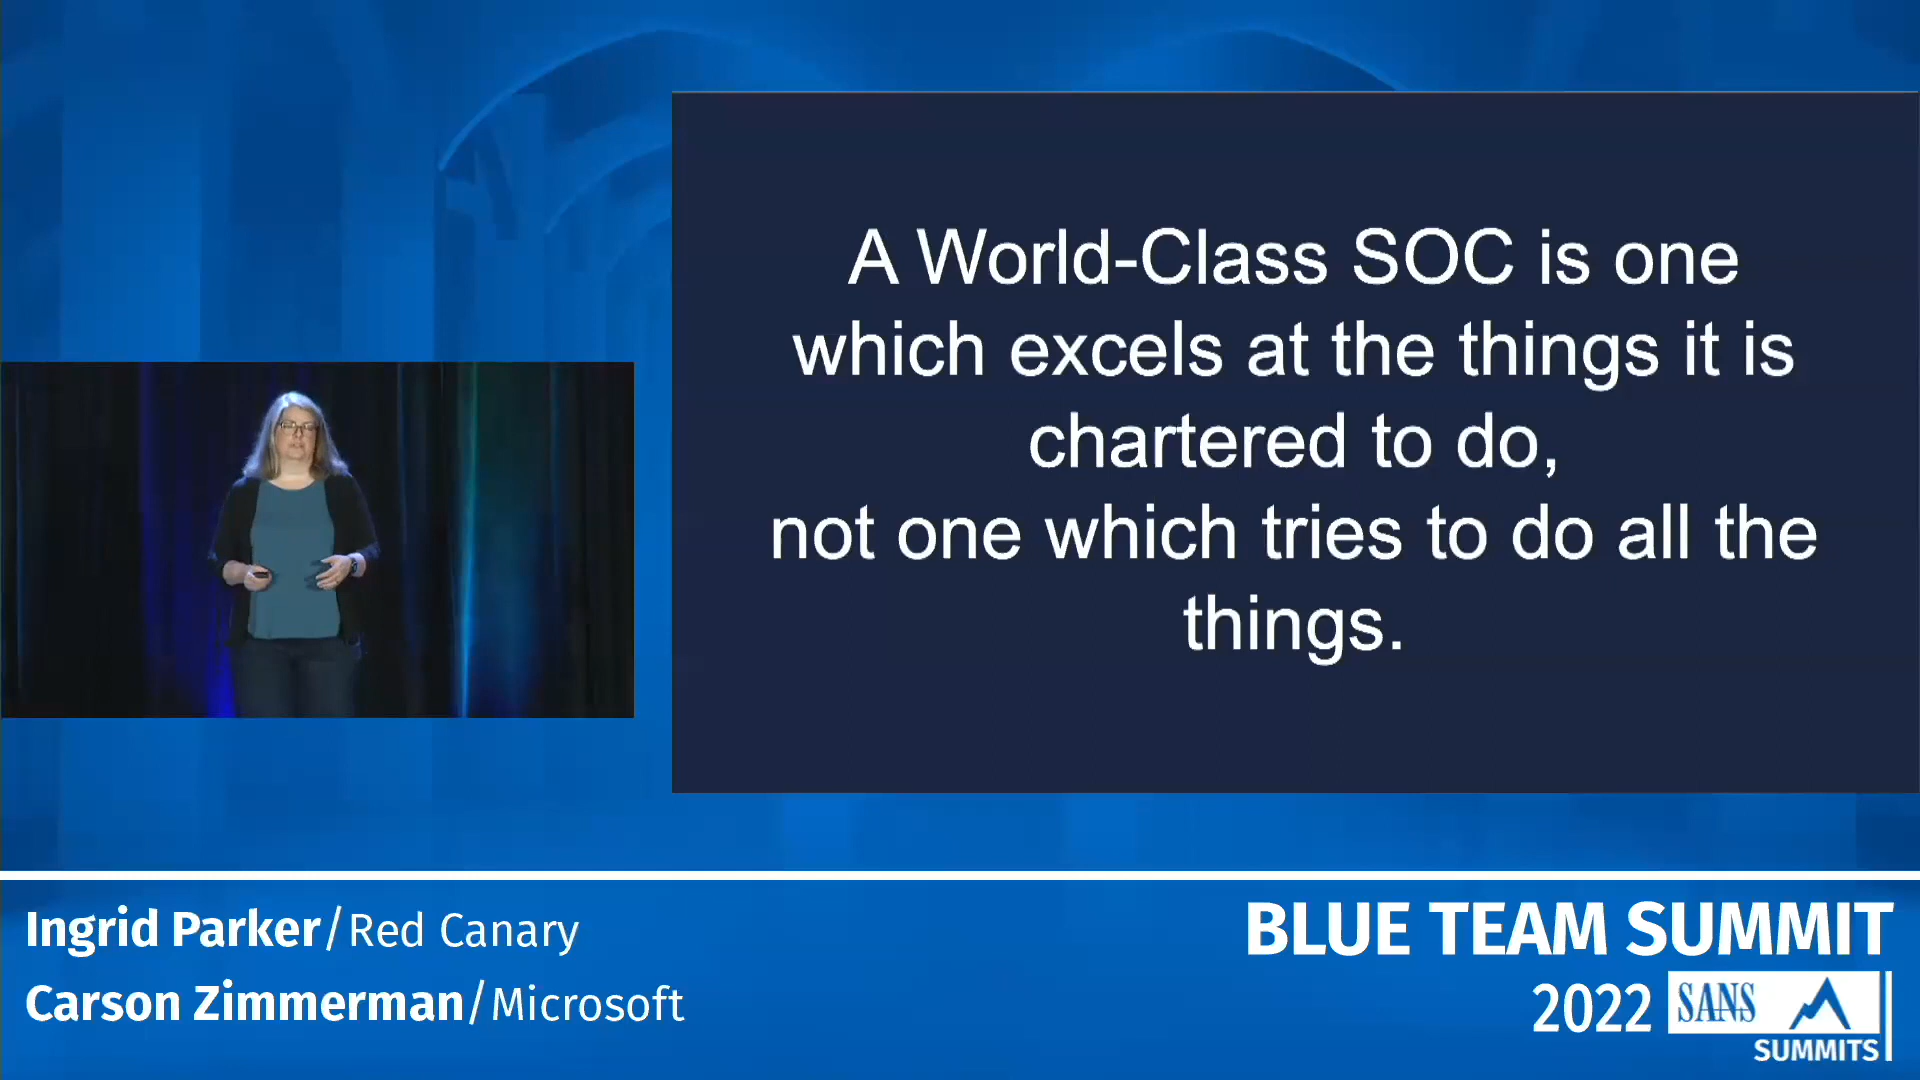 A World-Class SOC is one
which excels at the things it is
chartered to do,
not one which tries to do all the
things.
Ingrid Parker/Red Canary
Carson Zimmerman/Microsoft
BLUE TEAM SUMMIT
2022 SANS
SUMMITS